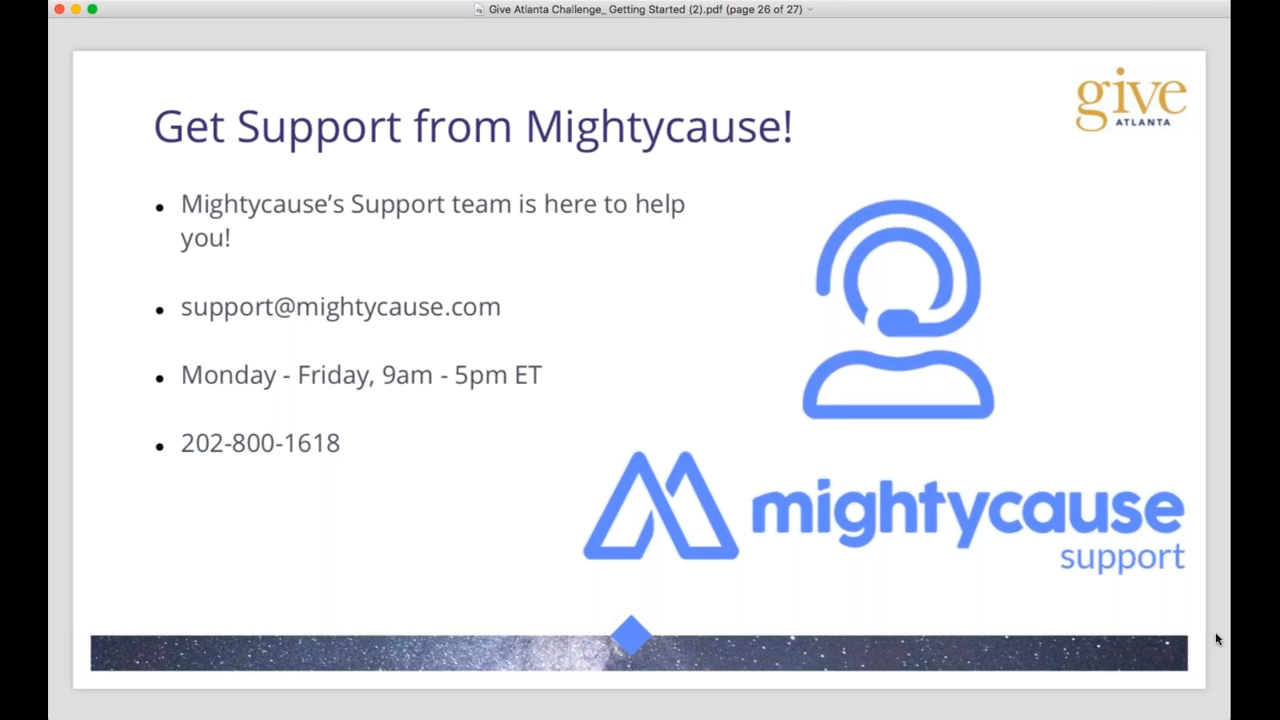 Give Atlanta Challenge_ Getting Started (2).pdf (page 26 of 27)
give
ATLANTA
Get Support from Mightycause!
• Mightycause’s Support team is here to help
you!
• support@mightycause.com
• Monday - Friday, 9am - 5pm ET
• 202-800-1618
mightycause
support